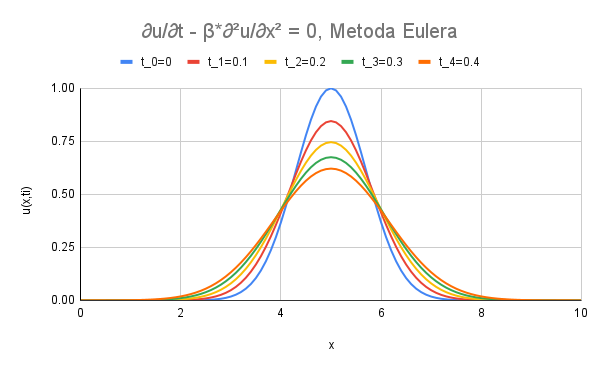 ∂u/∂t - β*∂²u/∂x² = 0, Metoda Eulera
t_0=0 t_1=0.1 t_2=0.2 t_3=0.3 t_4=0.4
1.00
0.75
0.50
0.25
0.00
u(x,ti)
0 2 4 6 8 10
x